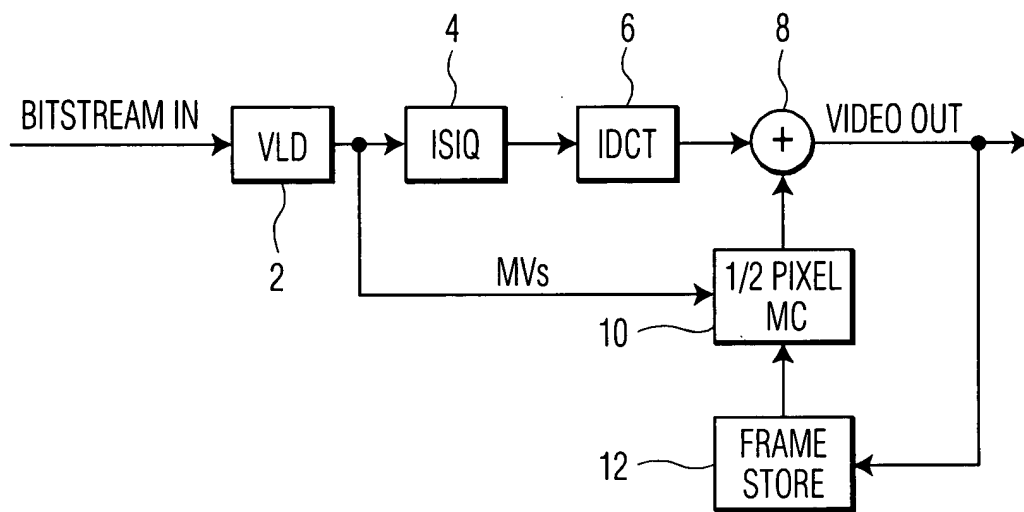 4
6
8
BITSTREAM IN
VLD
ISIQ
IDCT
+
VIDEO OUT
2
MVs
1/2 PIXEL
MC
10
FRAME
STORE
12